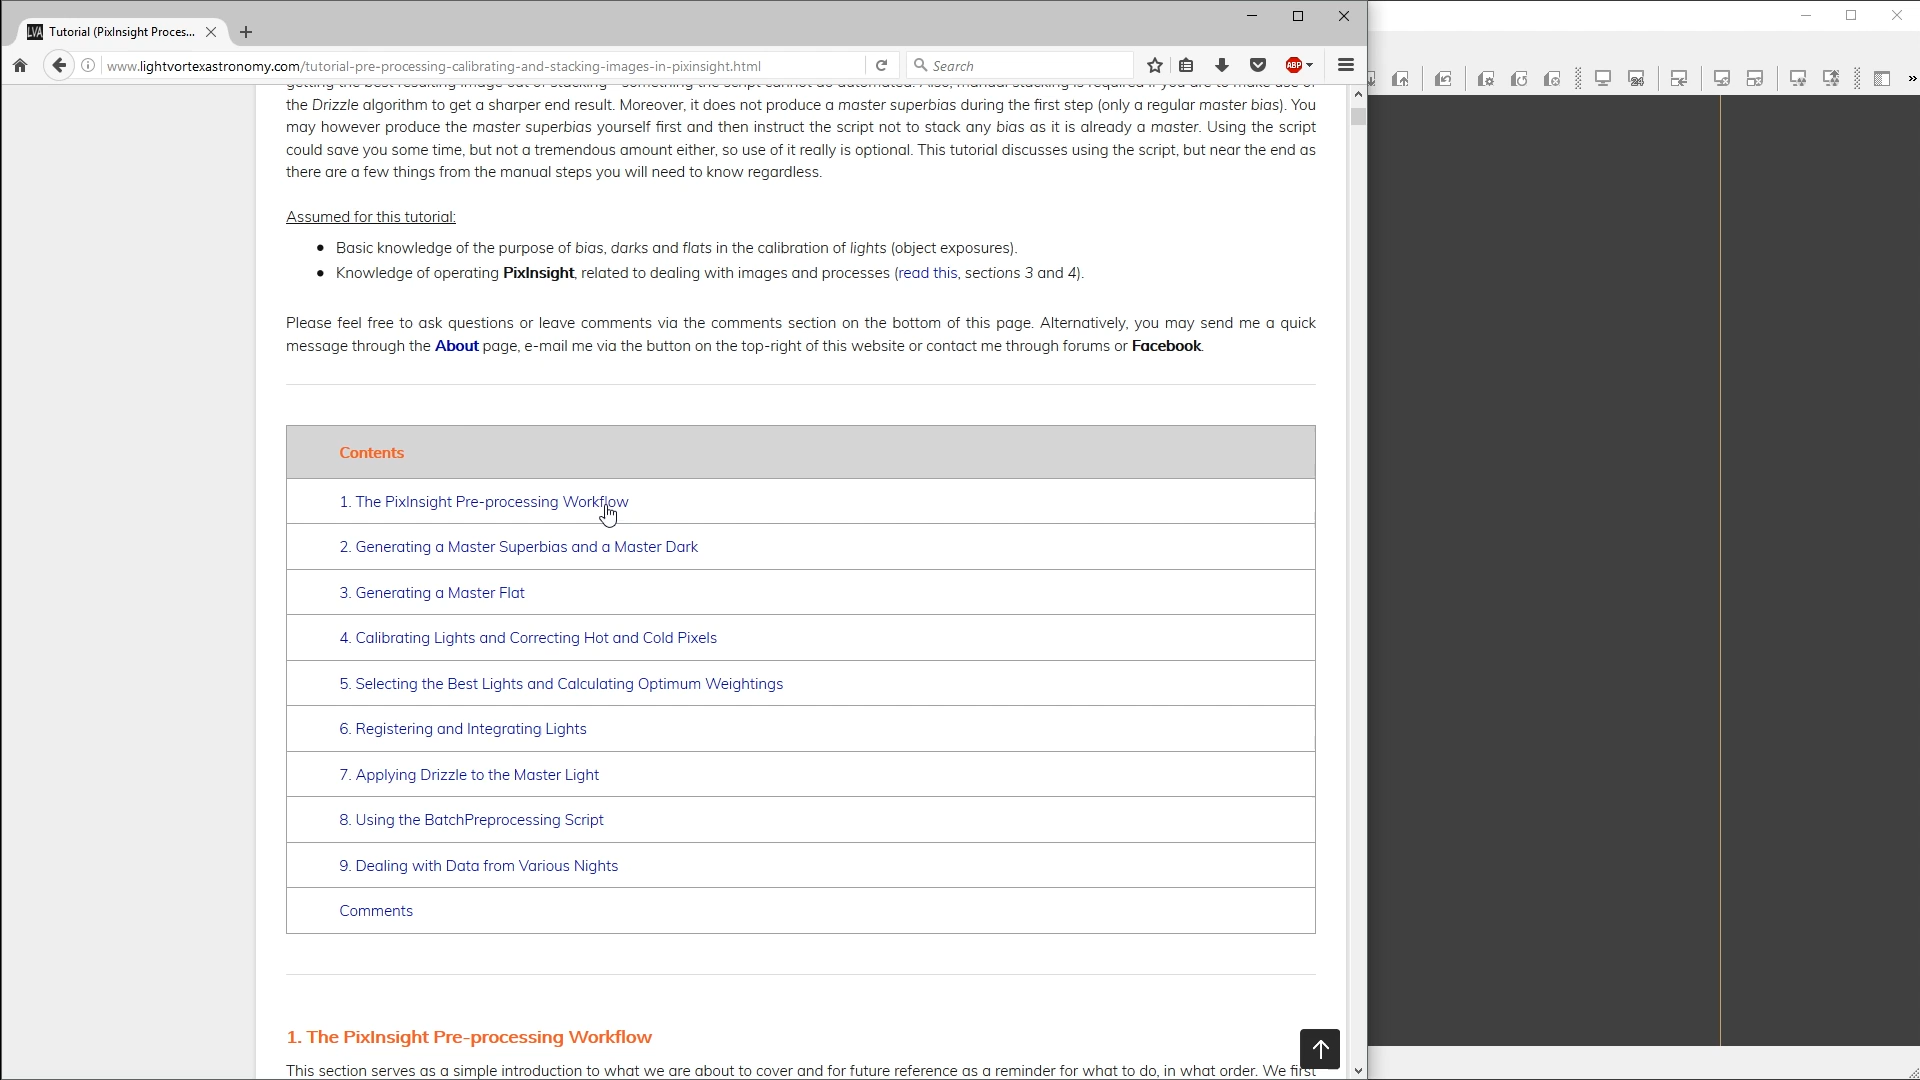 LVA Tutorial (PixInsight Proces...
www.lightvortexastronomy.com/tutorial-pre-processing-calibrating-and-stacking-images-in-pixinsight.html
Search
ABP
24
the Drizzle algorithm to get a sharper end result. Moreover, it does not produce a master superbias during the first step (only a regular master bias). You
may however produce the master superbias yourself first and then instruct the script not to stack any bias as it is already a master. Using the script
could save you some time, but not a tremendous amount either, so use of it really is optional. This tutorial discusses using the script, but near the end as
there are a few things from the manual steps you will need to know regardless.
Assumed for this tutorial:
● Basic knowledge of the purpose of bias, darks and flats in the calibration of lights (object exposures).
● Knowledge of operating PixInsight, related to dealing with images and processes (read this, sections 3 and 4).
Please feel free to ask questions or leave comments via the comments section on the bottom of this page. Alternatively, you may send me a quick
message through the About page, e-mail me via the button on the top-right of this website or contact me through forums or Facebook.
Contents
1. The PixInsight Pre-processing Workflow
2. Generating a Master Superbias and a Master Dark
3. Generating a Master Flat
4. Calibrating Lights and Correcting Hot and Cold Pixels
5. Selecting the Best Lights and Calculating Optimum Weightings
6. Registering and Integrating Lights
7. Applying Drizzle to the Master Light
8. Using the BatchPreprocessing Script
9. Dealing with Data from Various Nights
Comments
1. The PixInsight Pre-processing Workflow
This section serves as a simple introduction to what we are about to cover and for future reference as a reminder for what to do, in what order. We first